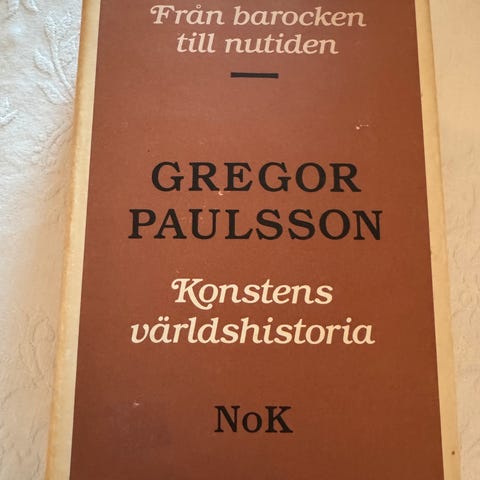 Från barocken
till nutiden
GREGOR
PAULSSON
Konstens
världshistoria
NoK